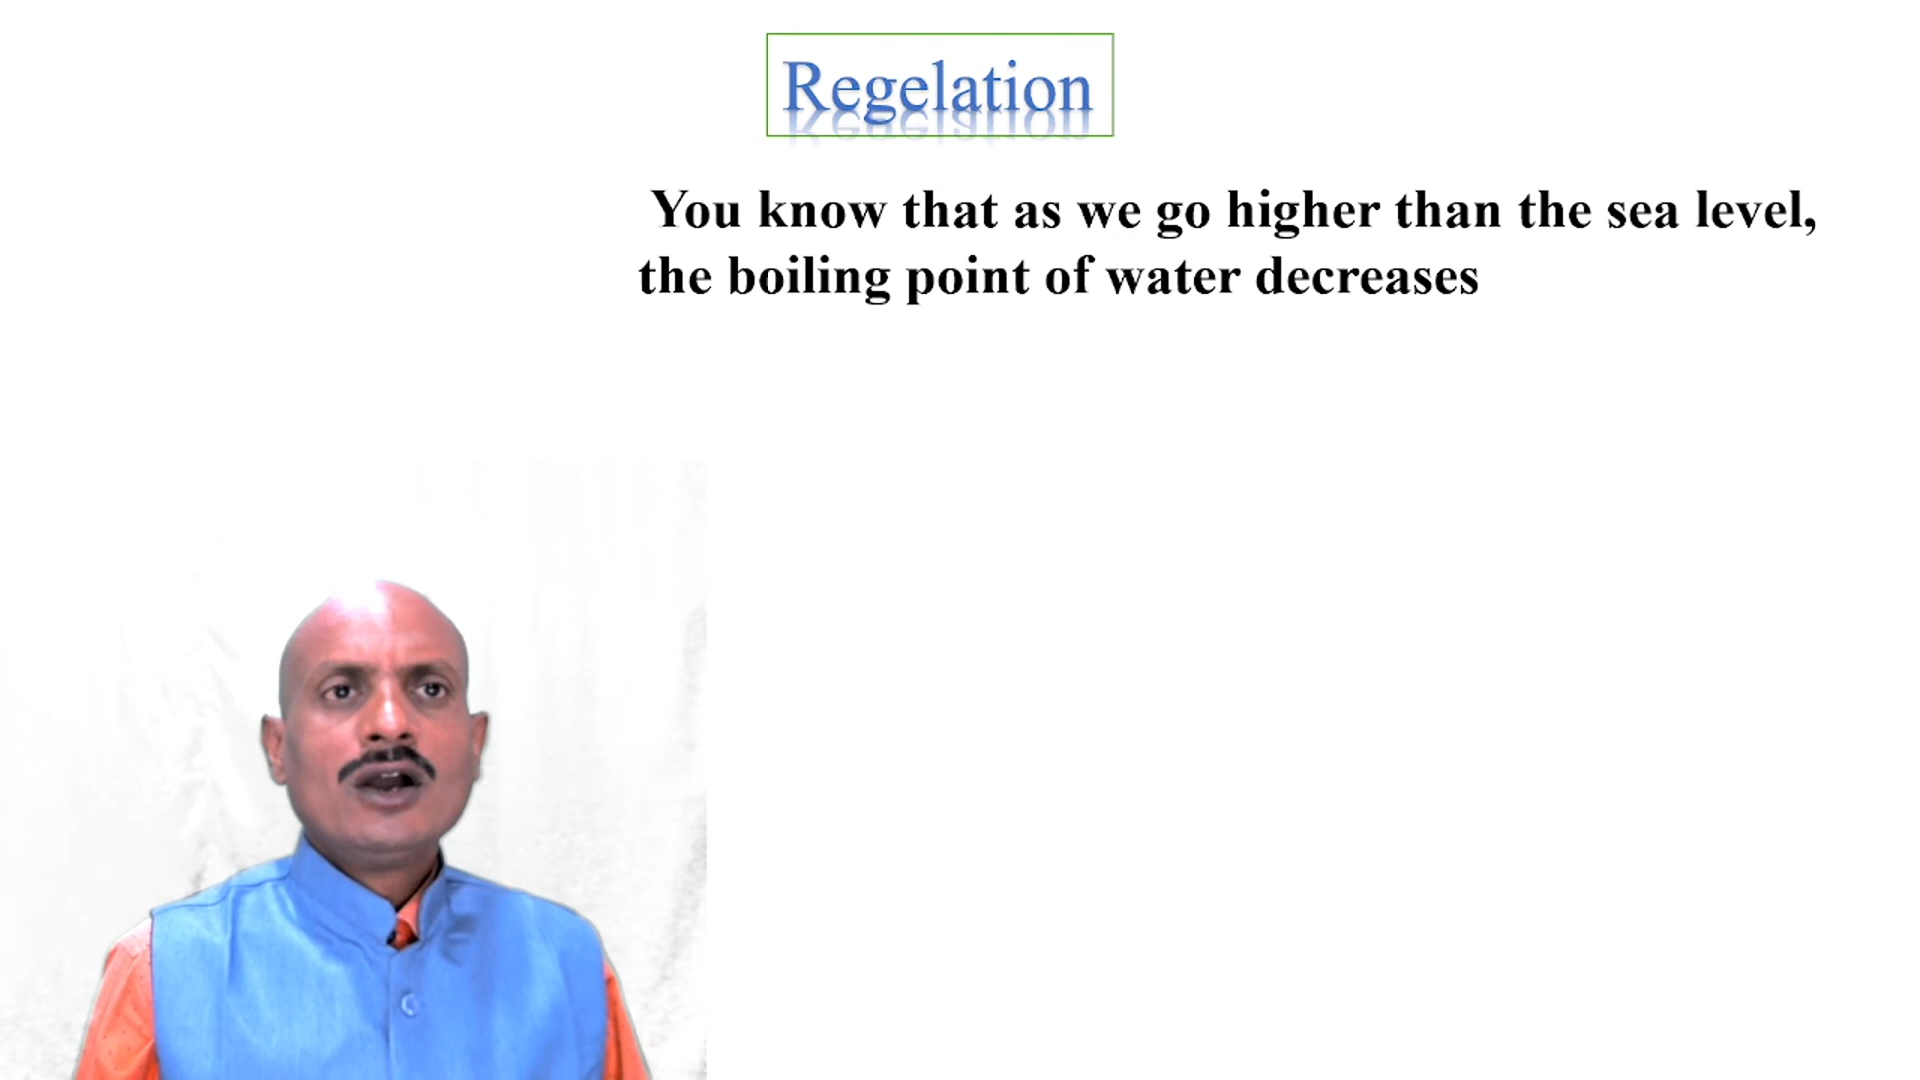 Regelation
You know that as we go higher than the sea level,
the boiling point of water decreases